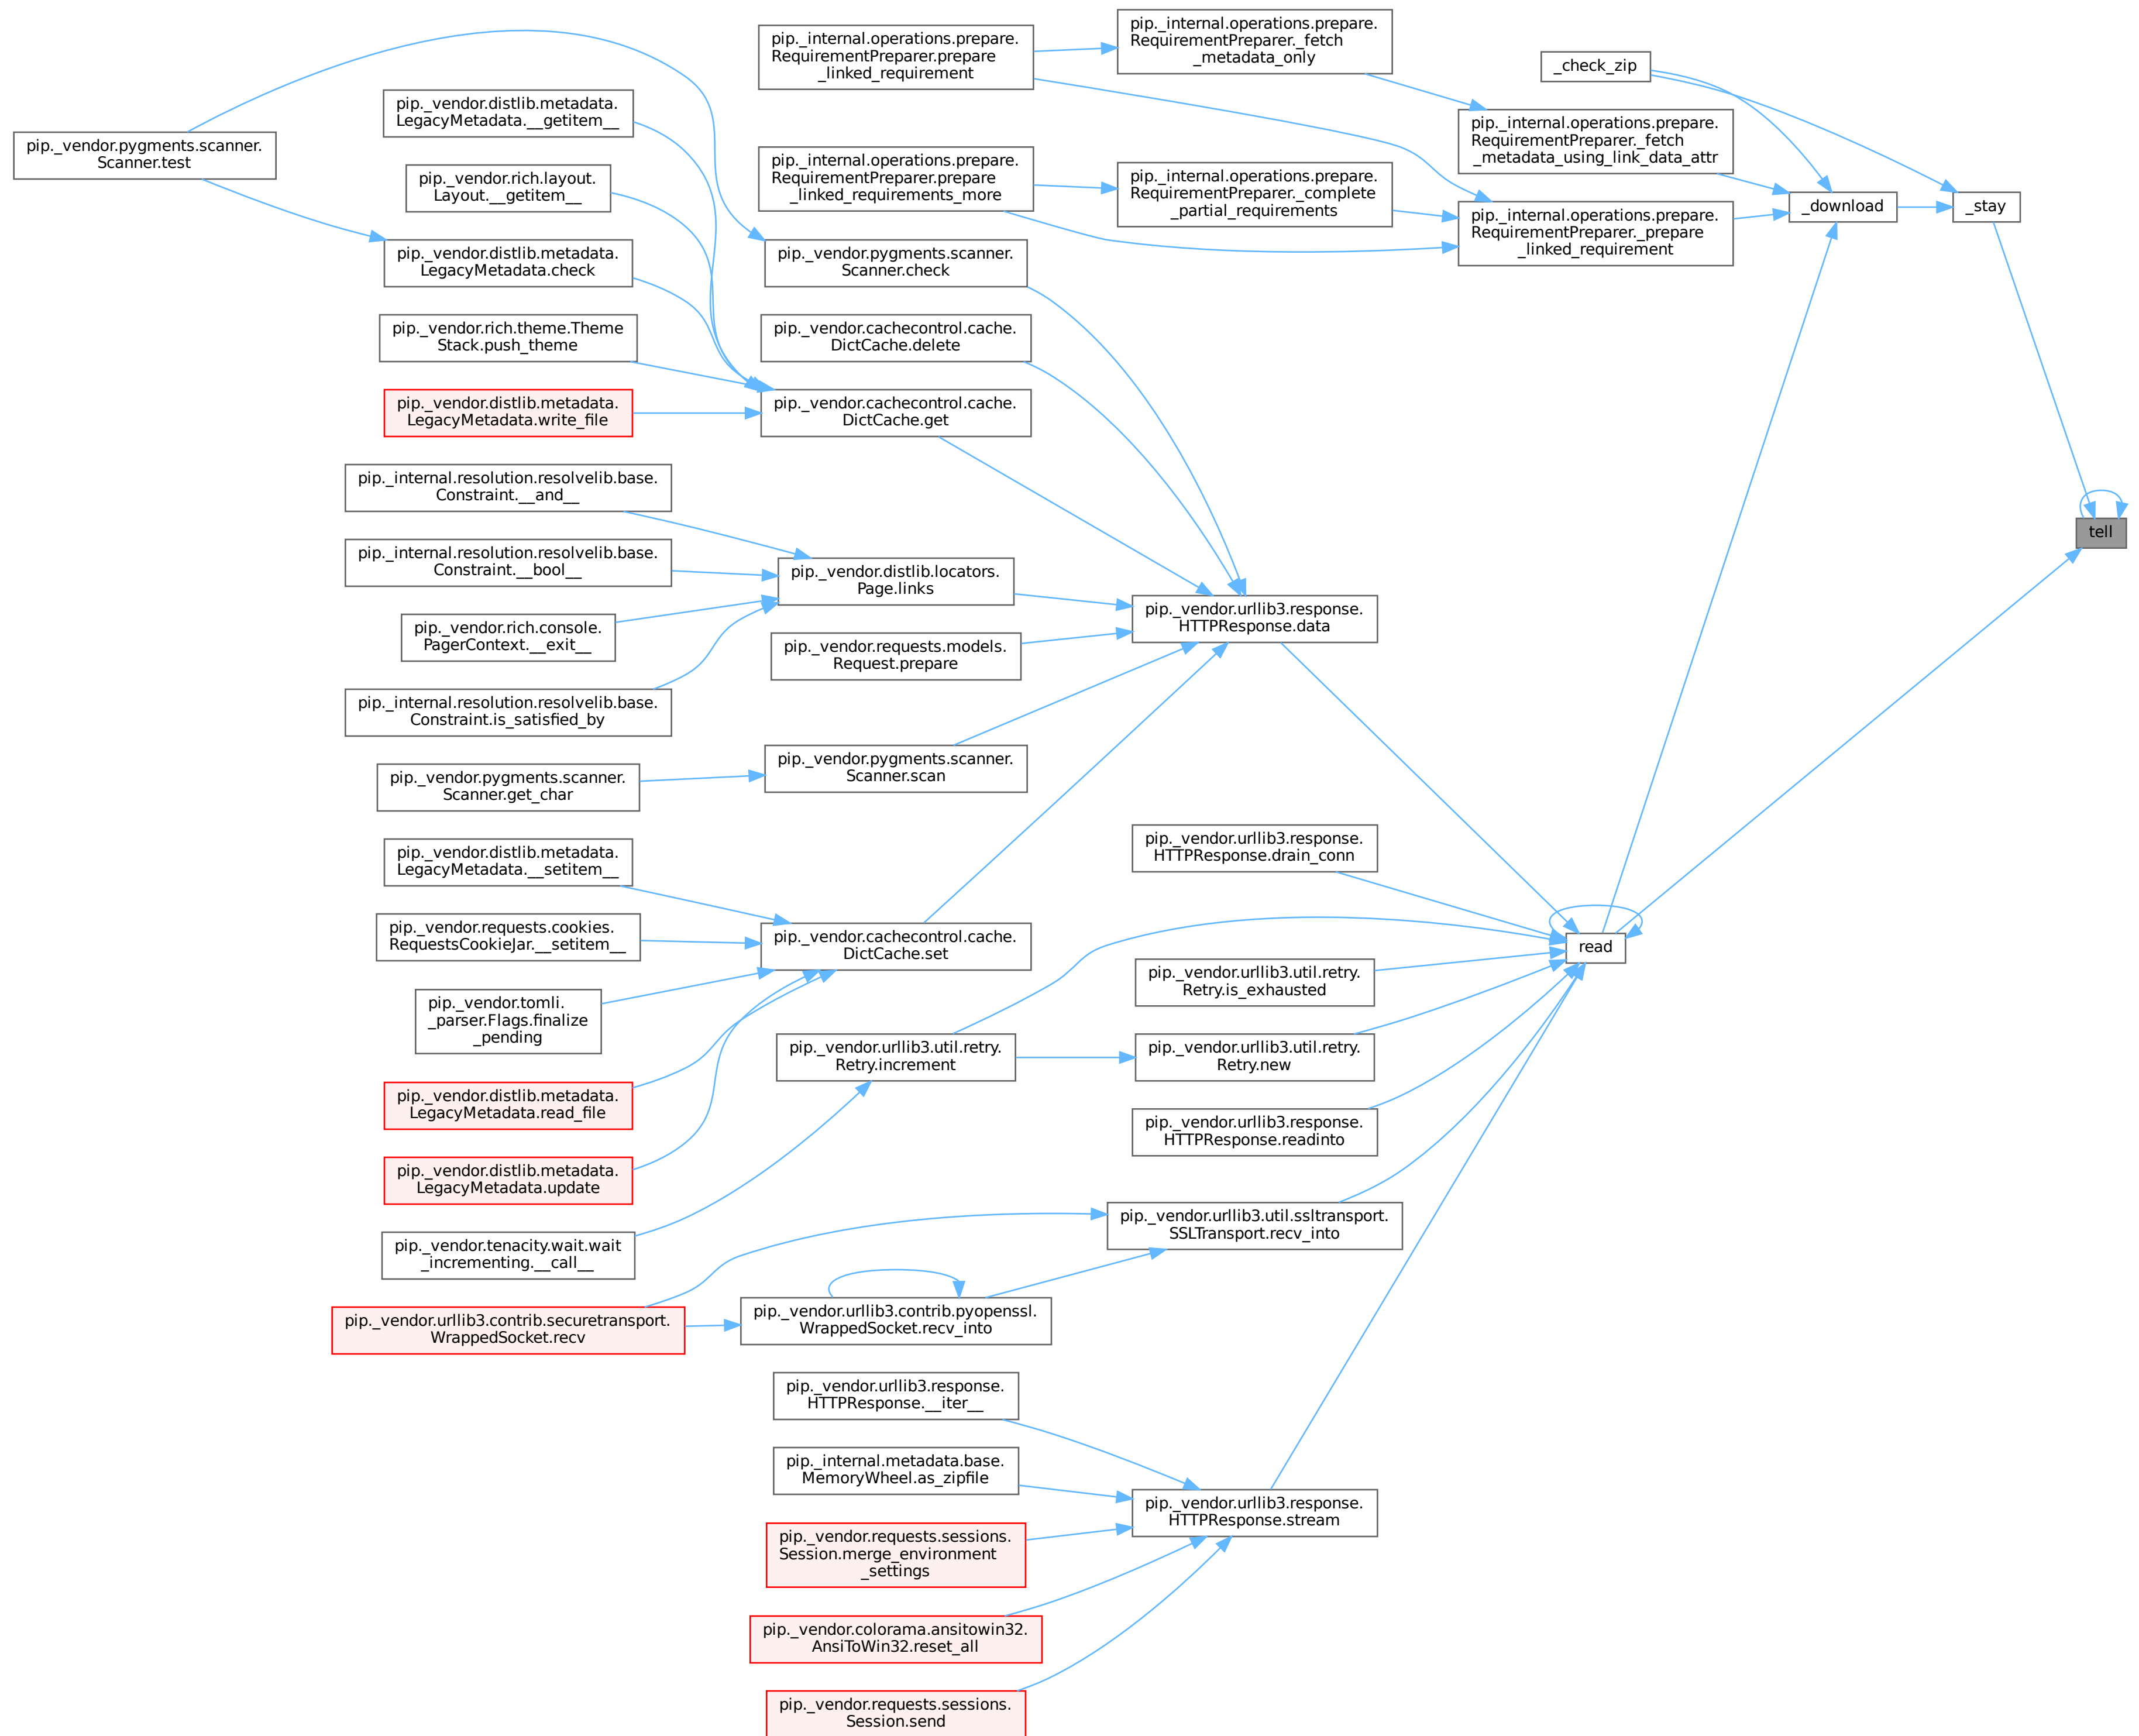 pip._internal.operations.prepare.
RequirementPreparer._fetch
_metadata_only
pip._internal.operations.prepare.
RequirementPreparer.prepare
_linked_requirement
_check_zip
pip._vendor.distlib.metadata.
LegacyMetadata.__getitem__
pip._internal.operations.prepare.
RequirementPreparer._fetch
_metadata_using_link_data_attr
pip._vendor.pygments.scanner.
Scanner.test
pip._vendor.rich.layout.
Layout.__getitem__
pip._internal.operations.prepare.
RequirementPreparer.prepare
_linked_requirements_more
pip._internal.operations.prepare.
RequirementPreparer._complete
_partial_requirements
pip._internal.operations.prepare.
RequirementPreparer._prepare
_linked_requirement
_download
_stay
pip._vendor.distlib.metadata.
LegacyMetadata.check
pip._vendor.pygments.scanner.
Scanner.check
pip._vendor.rich.theme.Theme
Stack.push_theme
pip._vendor.cachecontrol.cache.
DictCache.delete
pip._vendor.distlib.metadata.
LegacyMetadata.write_file
pip._vendor.cachecontrol.cache.
DictCache.get
pip._internal.resolution.resolvelib.base.
Constraint.__and__
tell
pip._internal.resolution.resolvelib.base.
Constraint.__bool__
pip._vendor.distlib.locators.
Page.links
pip._vendor.rich.console.
PagerContext.__exit__
pip._vendor.requests.models.
Request.prepare
pip._vendor.urllib3.response.
HTTPResponse.data
pip._internal.resolution.resolvelib.base.
Constraint.is_satisfied_by
pip._vendor.pygments.scanner.
Scanner.get_char
pip._vendor.pygments.scanner.
Scanner.scan
pip._vendor.distlib.metadata.
LegacyMetadata.__setitem__
pip._vendor.urllib3.response.
HTTPResponse.drain_conn
pip._vendor.requests.cookies.
RequestsCookieJar.__setitem__
pip._vendor.cachecontrol.cache.
DictCache.set
read
pip._vendor.tomli.
_parser.Flags.finalize
_pending
pip._vendor.urllib3.util.retry.
Retry.is_exhausted
pip._vendor.urllib3.util.retry.
Retry.increment
pip._vendor.urllib3.util.retry.
Retry.new
pip._vendor.distlib.metadata.
LegacyMetadata.read_file
pip._vendor.urllib3.response.
HTTPResponse.readinto
pip._vendor.distlib.metadata.
LegacyMetadata.update
pip._vendor.tenacity.wait.wait
_incrementing.__call__
pip._vendor.urllib3.util.ssltransport.
SSLTransport.recv_into
pip._vendor.urllib3.contrib.securetransport.
WrappedSocket.recv
pip._vendor.urllib3.contrib.pyopenssl.
WrappedSocket.recv_into
pip._vendor.urllib3.response.
HTTPResponse.__iter__
pip._internal.metadata.base.
MemoryWheel.as_zipfile
pip._vendor.urllib3.response.
HTTPResponse.stream
pip._vendor.requests.sessions.
Session.merge_environment
_settings
pip._vendor.colorama.ansitowin32.
AnsiToWin32.reset_all
pip._vendor.requests.sessions.
Session.send